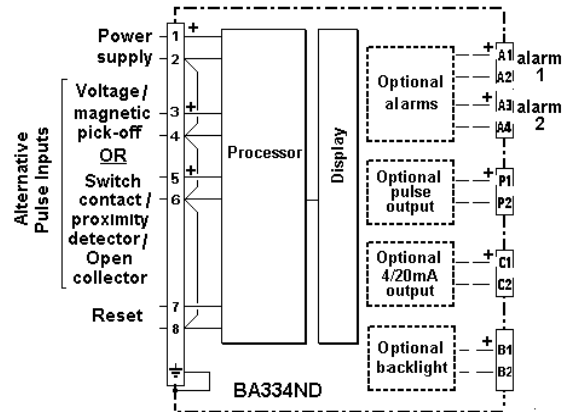 Power supply
1 +
2
Alternative Pulse Inputs
Voltage/
magnetic
pick-off
3 +
4
OR
Switch
contact/
proximity
detector/
Open
collector
5 +
6
Reset
7
8
Processor
Display
Optional
alarms
+ A1
A2
alarm
1
+ A3
A4
alarm
2
Optional
pulse
output
+ P1
P2
Optional
4/20mA
output
+ C1
C2
Optional
backlight
+ B1
B2
BA334ND